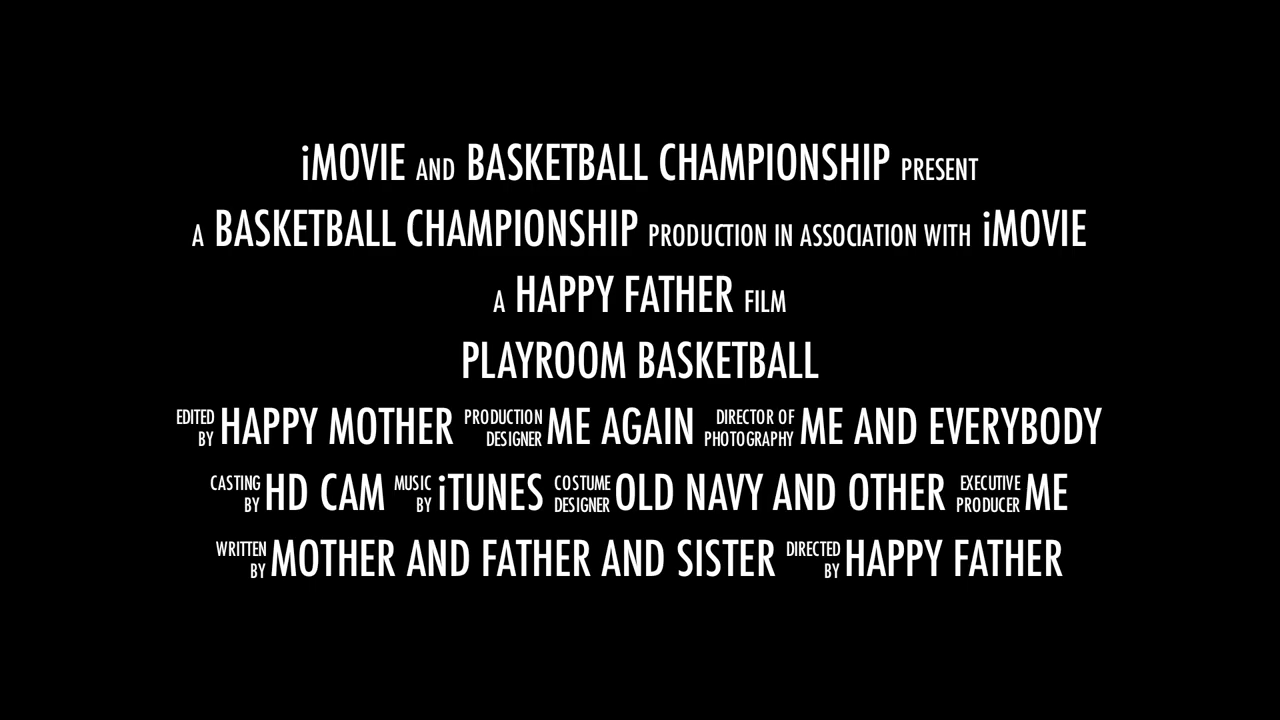 iMOVIE AND BASKETBALL CHAMPIONSHIP PRESENT
A BASKETBALL CHAMPIONSHIP PRODUCTION IN ASSOCIATION WITH iMOVIE
A HAPPY FATHER FILM
PLAYROOM BASKETBALL
EDITED BY HAPPY MOTHER PRODUCTION DESIGNER ME AGAIN DIRECTOR OF PHOTOGRAPHY ME AND EVERYBODY
CASTING BY HD CAM MUSIC BY iTUNES COSTUME DESIGNER OLD NAVY AND OTHER EXECUTIVE PRODUCER ME
WRITTEN BY MOTHER AND FATHER AND SISTER DIRECTED BY HAPPY FATHER